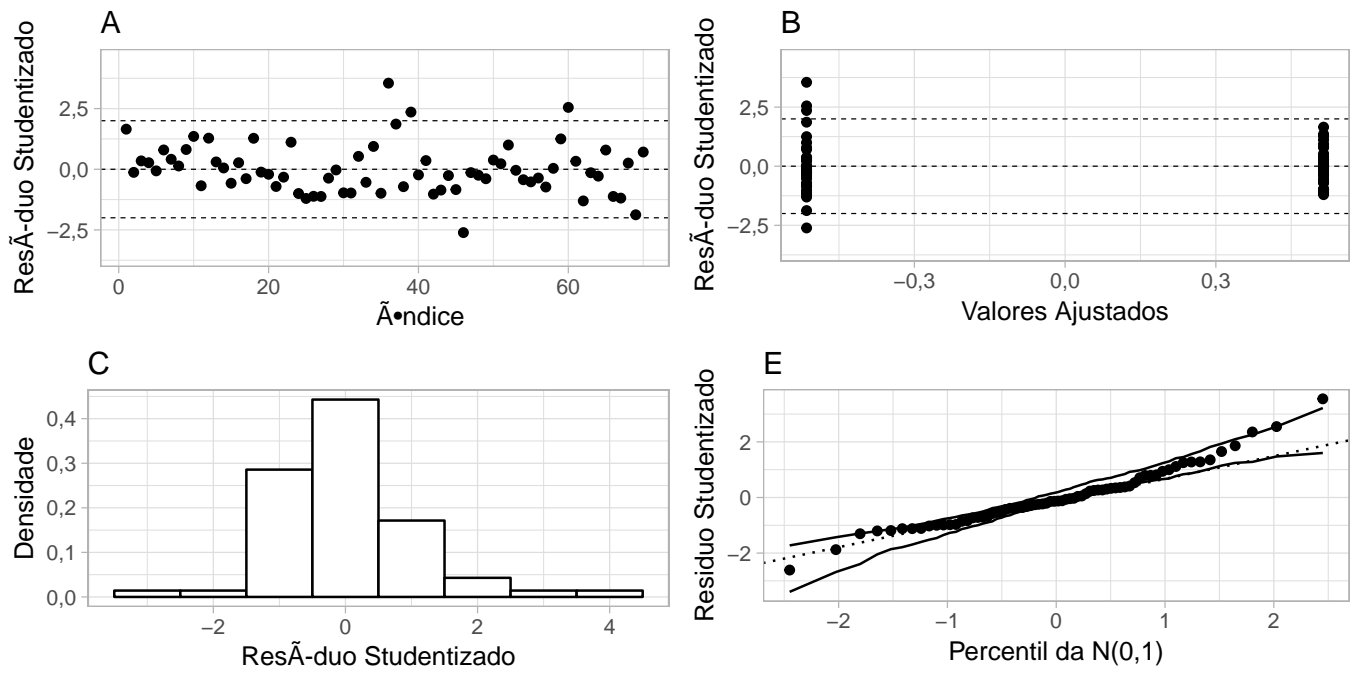 A
ResÃ-duo Studentizado
2,5
0,0
−2,5
0
20
40
60
Ã•ndice
B
ResÃ-duo Studentizado
2,5
0,0
−2,5
−0,3
0,0
0,3
Valores Ajustados
C
Densidade
0,4
0,3
0,2
0,1
0,0
−2
0
2
4
ResÃ-duo Studentizado
E
Residuo Studentizado
2
0
−2
−2
−1
0
1
2
Percentil da N(0,1)